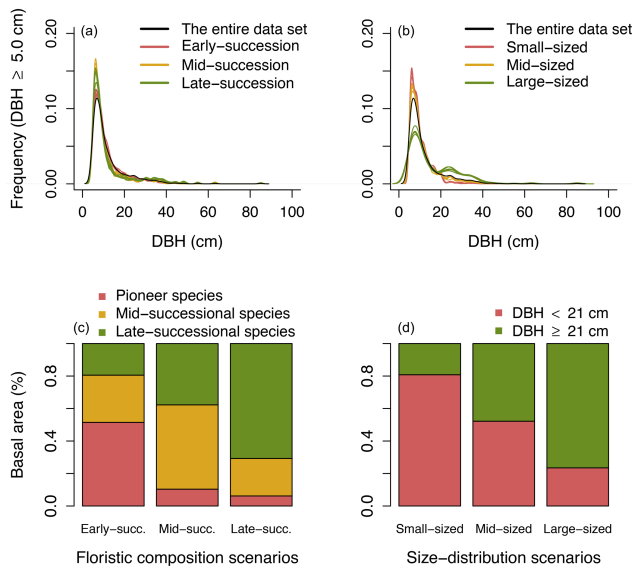 (a)
The entire data set
Early−succession
Mid−succession
Late−succession
Frequency (DBH ≥ 5.0 cm)
0.00 0.10 0.20
0 20 40 60 80 100
DBH (cm)
(b)
The entire data set
Small−sized
Mid−sized
Large−sized
0.00 0.10 0.20
0 20 40 60 80 100
DBH (cm)
(c)
Pioneer species
Mid−successional species
Late−successional species
Basal area (%)
0.0 0.4 0.8
Early−succ. Mid−succ. Late−succ.
Floristic composition scenarios
(d)
DBH < 21 cm
DBH ≥ 21 cm
0.0 0.4 0.8
Small−sized Mid−sized Large−sized
Size−distribution scenarios